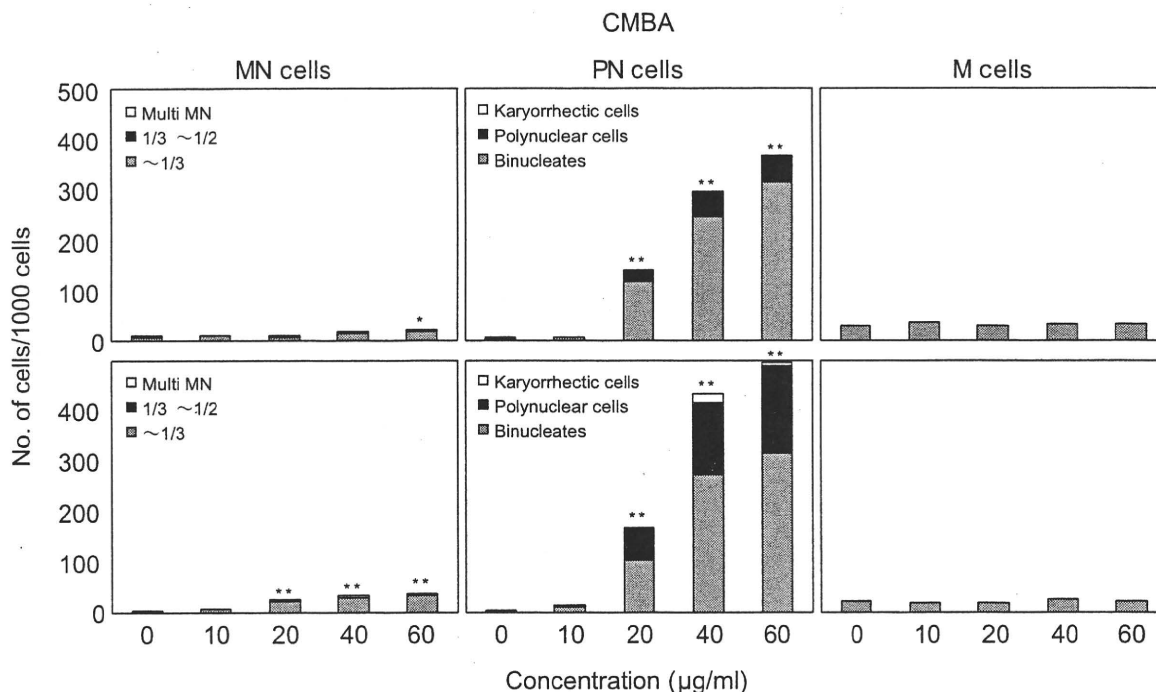 CMBA
MN cells
PN cells
M cells
No. of cells/1000 cells
500
400
300
200
100
0
Multi MN
1/3 ~1/2
~1/3
*
Karyorrhectic cells
Polynuclear cells
Binucleates
**
**
**
400
300
200
100
0
Multi MN
1/3 ~1/2
~1/3
**
**
**
Karyorrhectic cells
Polynuclear cells
Binucleates
**
**
**
0 10 20 40 60
0 10 20 40 60
0 10 20 40 60
Concentration (µg/ml)